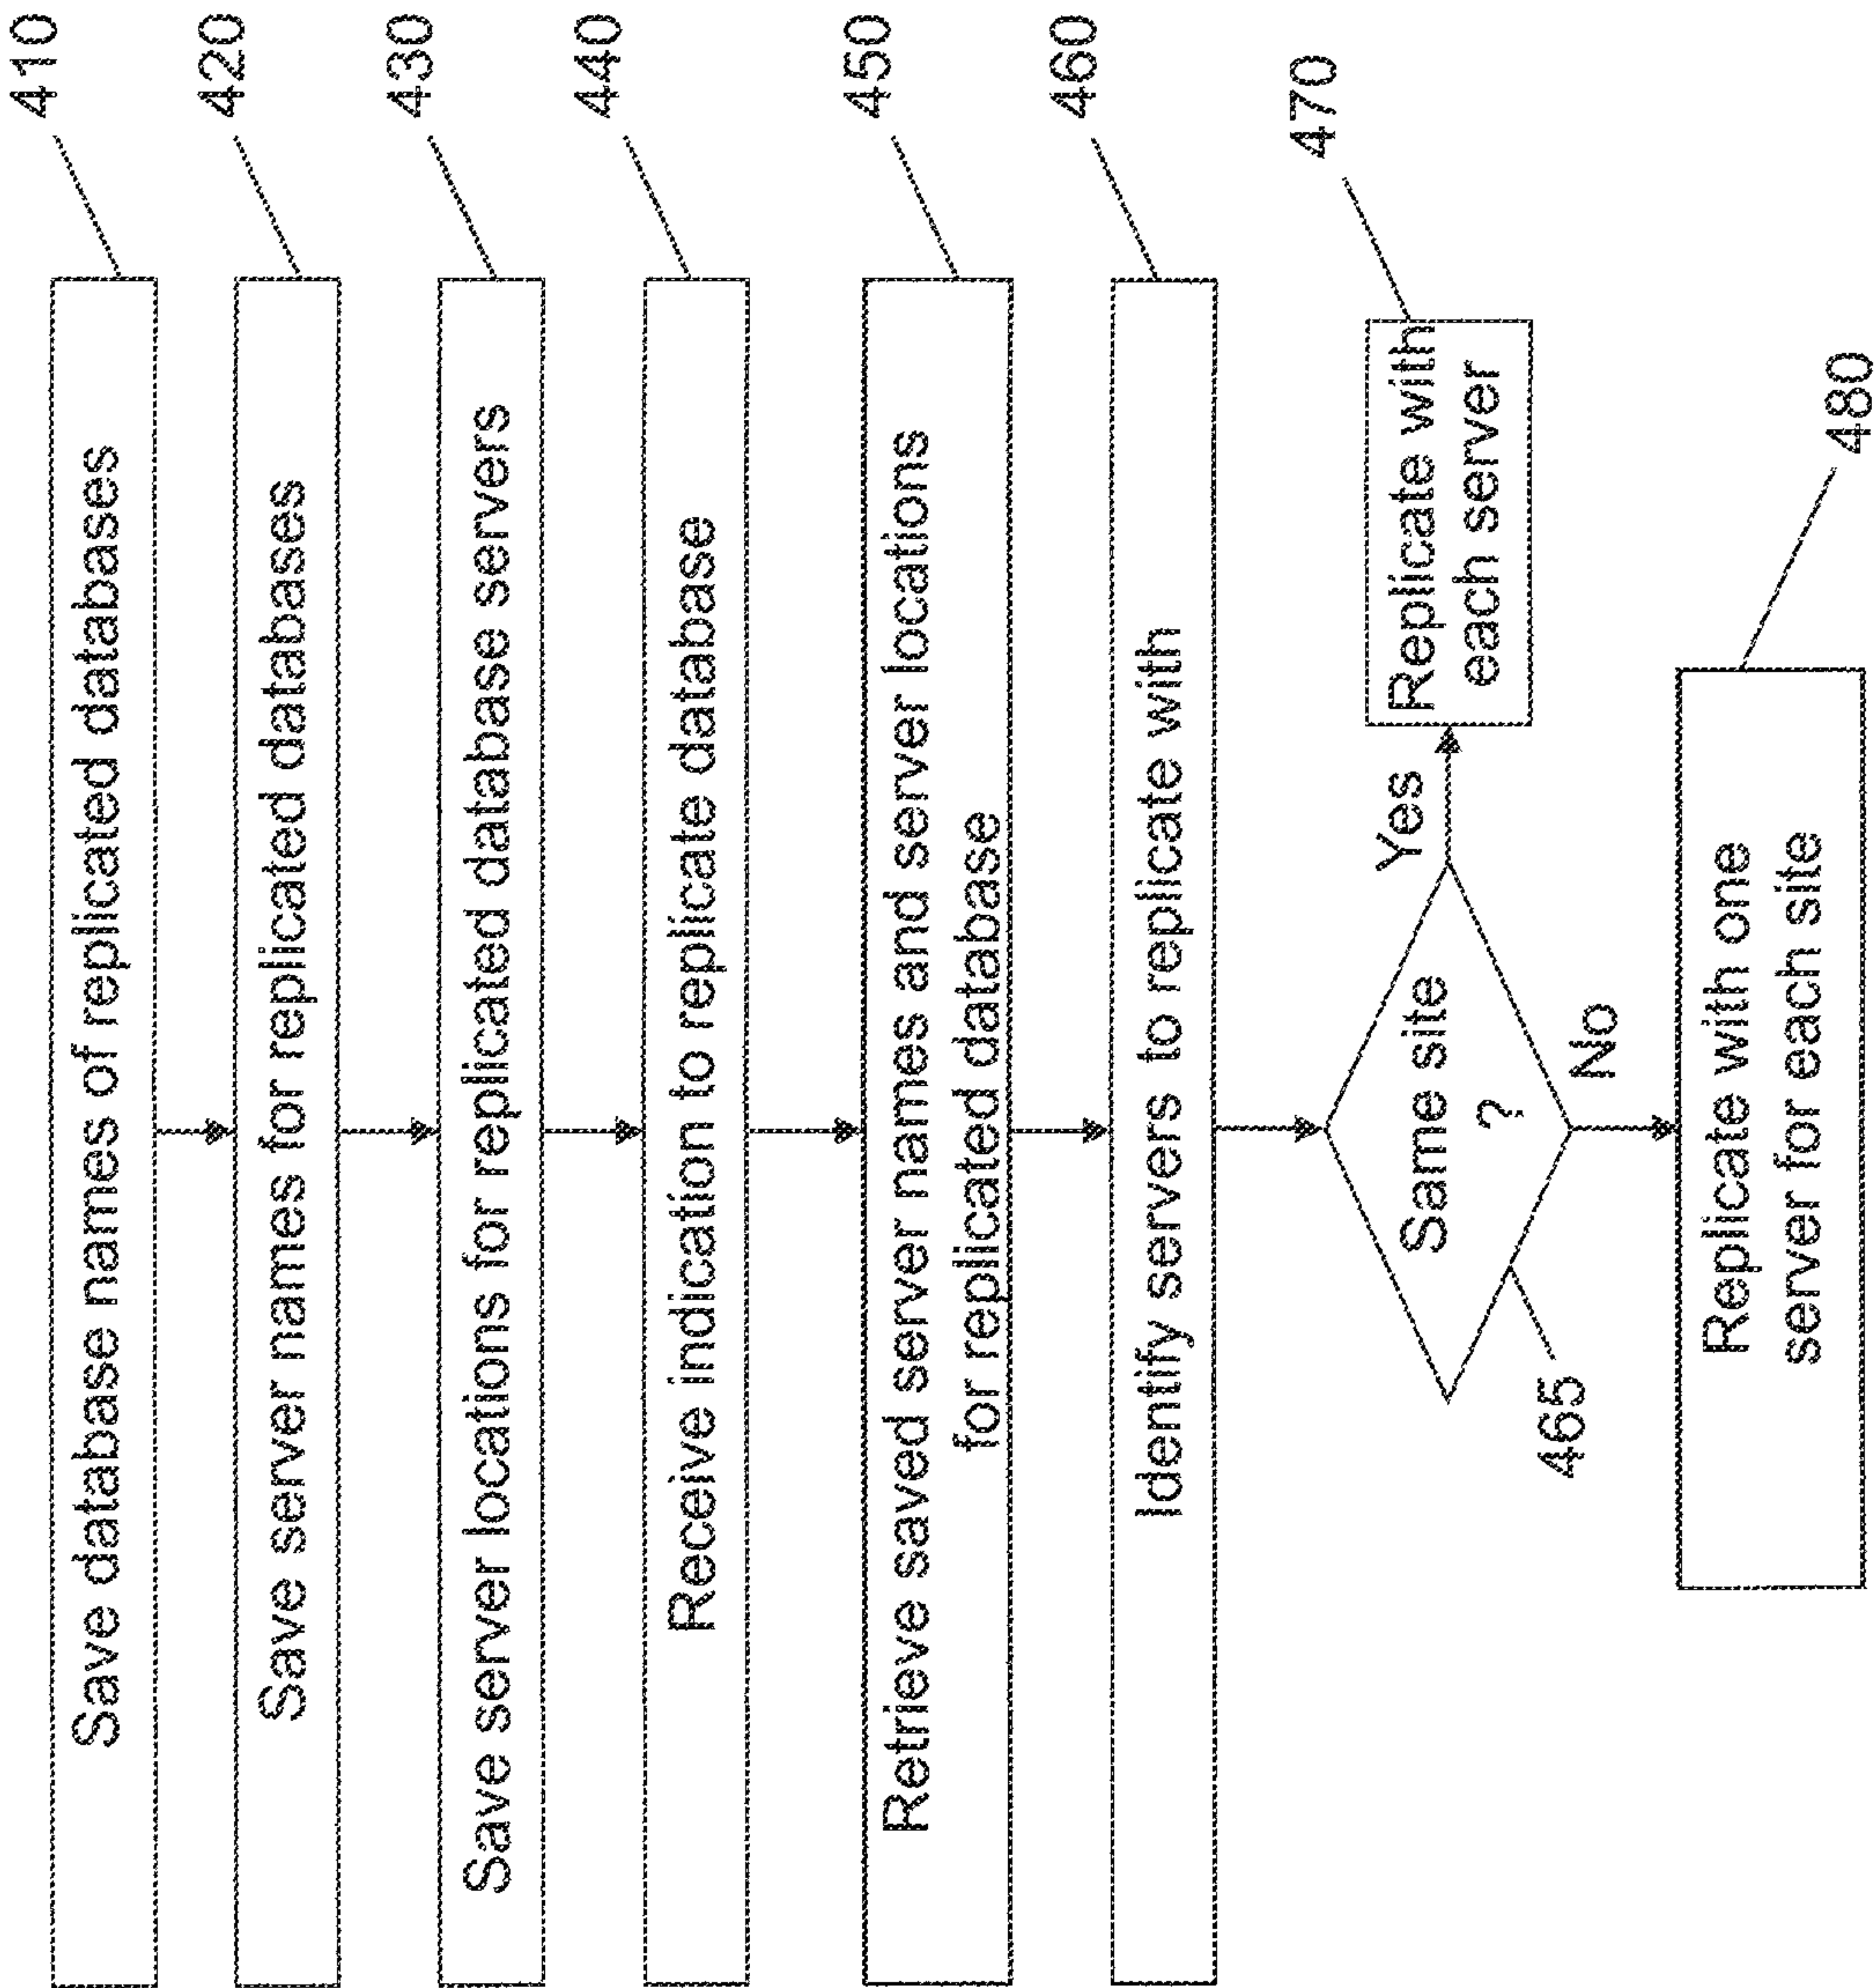 Save database names of replicated databases
410
Save server names for replicated databases
420
Save server locations for replicated database servers
430
Receive indication to replicate database
440
Retrieve saved server names and server locations
for replicated database
450
Identify servers to replicate with
460
Same site
?
465
Yes
Replicate with
each server
470
No
Replicate with one
server for each site
480